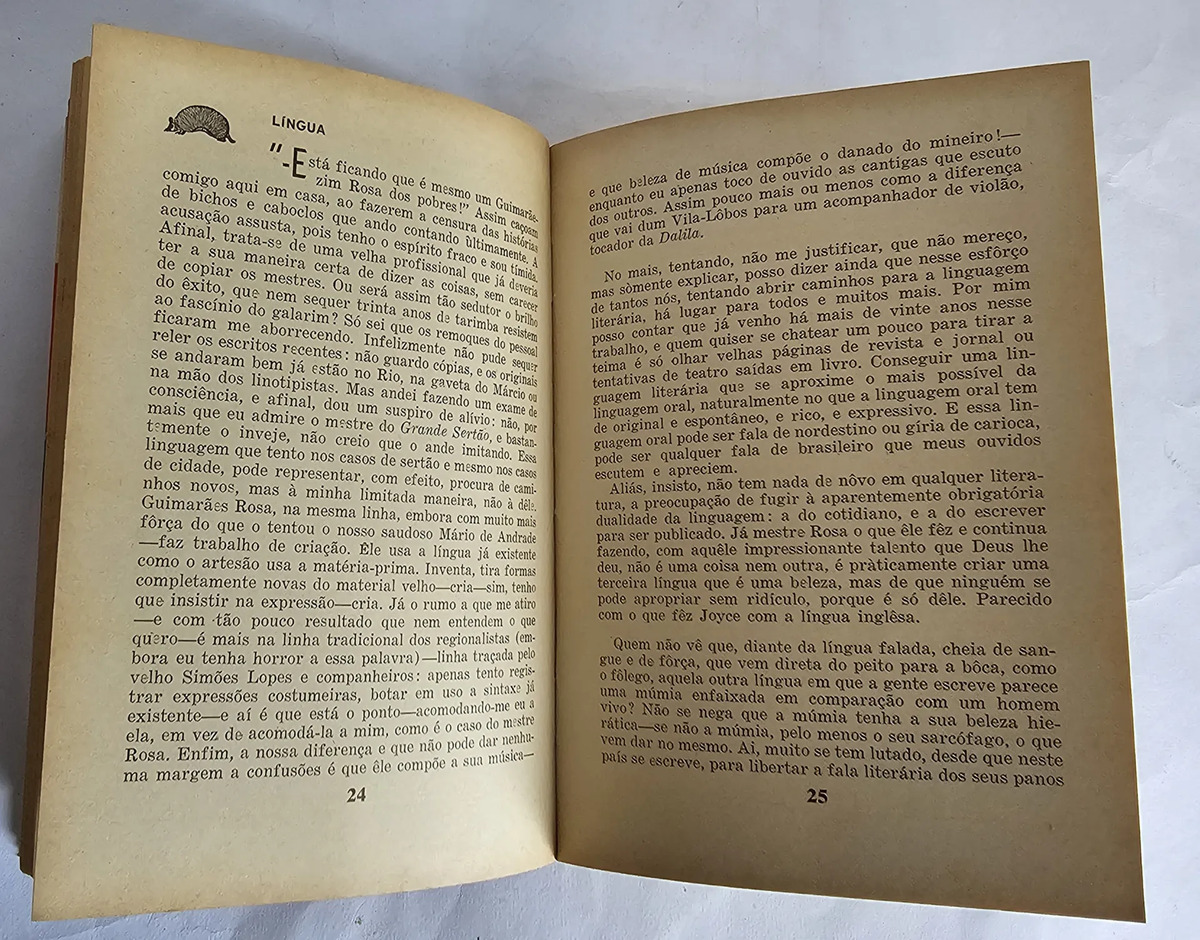 LÍNGUA
"-Está ficando que é mesmo um Guimarãe-
zim Rosa dos pobres!" Assim caçoam
comigo aqui em casa, ao fazerem a censura das histórias
de bichos e caboclos que ando contando ùltimamente. A
acusação assusta, pois tenho o espírito fraco e sou tímida.
Afinal, trata-se de uma velha profissional que já deveria
ter a sua maneira certa de dizer as coisas, sem carecer
de copiar os mestres. Ou será assim tão sedutor o brilho
do êxito, que nem sequer trinta anos de tarimba resistem
ao fascínio do galarim? Só sei que os remoques do pessoal
ficaram me aborrecendo. Infelizmente não pude sequer
reler os escritos recentes: não guardo cópias, e os originais
se andaram bem já estão no Rio, na gaveta do Márcio ou
na mão dos linotipistas. Mas andei fazendo um exame de
consciência, e afinal, dou um suspiro de alívio: não, por
mais que eu admire o mestre do Grande Sertão, e bastan-
temente o inveje, não creio que o ande imitando. Essa
linguagem que tento nos casos de sertão e mesmo nos casos
de cidade, pode representar, com efeito, procura de cami-
nhos novos, mas à minha limitada maneira, não à dêle.
Guimarães Rosa, na mesma linha, embora com muito mais
fôrça do que o tentou o nosso saudoso Mário de Andrade
—faz trabalho de criação. Êle usa a língua já existente
como o artesão usa a matéria-prima. Inventa, tira formas
completamente novas do material velho—cria—sim, tenho
que insistir na expressão—cria. Já o rumo a que me atiro
—e com tão pouco resultado que nem entendem o que
quero—é mais na linha tradicional dos regionalistas (em-
bora eu tenha horror a essa palavra)—linha traçada pelo
velho Simões Lopes e companheiros: apenas tento regis-
trar expressões costumeiras, botar em uso a sintaxe já
existente—e aí é que está o ponto—acomodando-me eu a
ela, em vez de acomodá-la a mim, como é o caso do mestre
Rosa. Enfim, a nossa diferença e que não pode dar nenhu-
ma margem a confusões é que êle compõe a sua música—
24
e que beleza de música compõe o danado do mineiro!—
enquanto eu apenas toco de ouvido as cantigas que escuto
dos outros. Assim pouco mais ou menos como a diferença
que vai dum Vila-Lôbos para um acompanhador de violão,
tocador da Dalila.
No mais, tentando, não me justificar, que não mereço,
mas sòmente explicar, posso dizer ainda que nesse esfôrço
de tantos nós, tentando abrir caminhos para a linguagem
literária, há lugar para todos e muitos mais. Por mim
posso contar que já venho há mais de vinte anos nesse
trabalho, e quem quiser se chatear um pouco para tirar a
teima é só olhar velhas páginas de revista e jornal ou
tentativas de teatro saídas em livro. Conseguir uma lin-
guagem literária que se aproxime o mais possível da
linguagem oral, naturalmente no que a linguagem oral tem
de original e espontâneo, e rico, e expressivo. E essa lin-
guagem oral pode ser fala de nordestino ou gíria de carioca,
pode ser qualquer fala de brasileiro que meus ouvidos
escutem e apreciem.
Aliás, insisto, não tem nada de nôvo em qualquer litera-
tura, a preocupação de fugir à aparentemente obrigatória
dualidade da linguagem: a do cotidiano, e a do escrever
para ser publicado. Já mestre Rosa o que êle fêz e continua
fazendo, com aquêle impressionante talento que Deus lhe
deu, não é uma coisa nem outra, é pràticamente criar uma
terceira língua que é uma beleza, mas de que ninguém se
pode apropriar sem ridículo, porque é só dêle. Parecido
com o que fêz Joyce com a língua inglêsa.
Quem não vê que, diante da língua falada, cheia de san-
gue e de fôrça, que vem direta do peito para a bôca, como
o fôlego, aquela outra língua em que a gente escreve parece
uma múmia enfaixada em comparação com um homem
vivo? Não se nega que a múmia tenha a sua beleza hie-
rática—se não a múmia, pelo menos o seu sarcófago, o que
vem dar no mesmo. Ai, muito se tem lutado, desde que neste
país se escreve, para libertar a fala literária dos seus panos
25